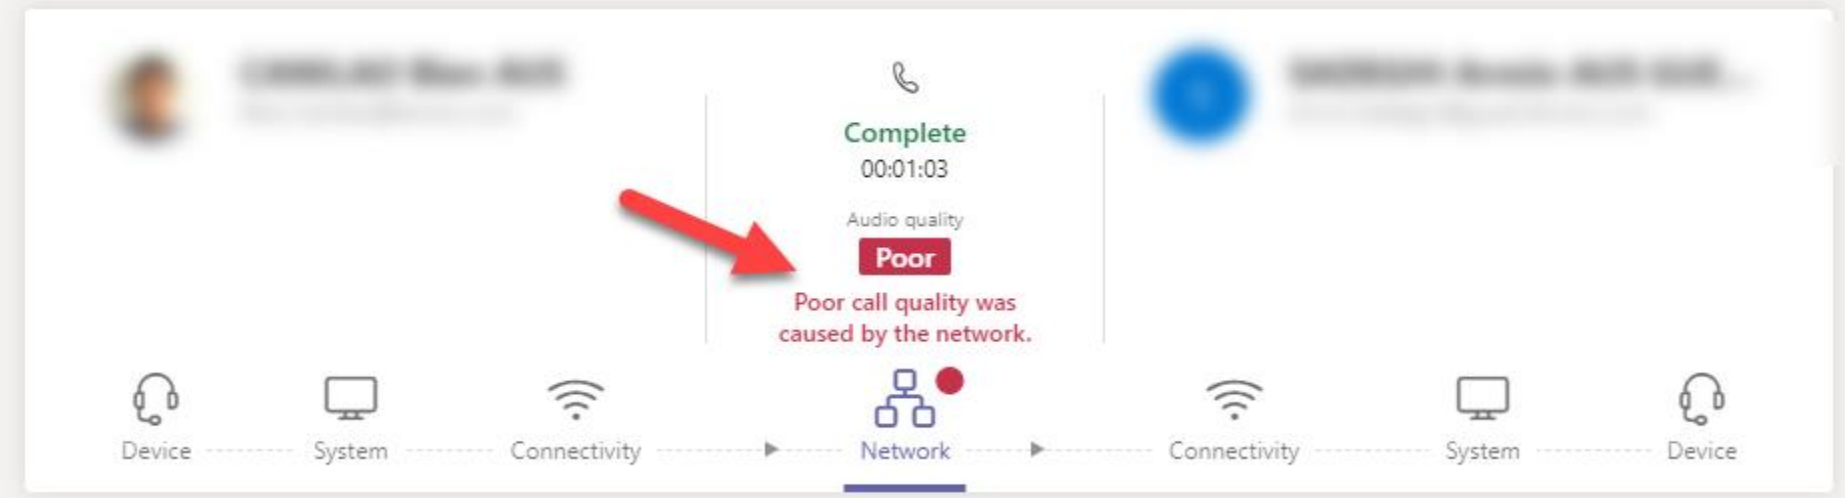 Complete
00:01:03
Audio quality
Poor
Poor call quality was
caused by the network.
Device
System
Connectivity
Network
Connectivity
System
Device